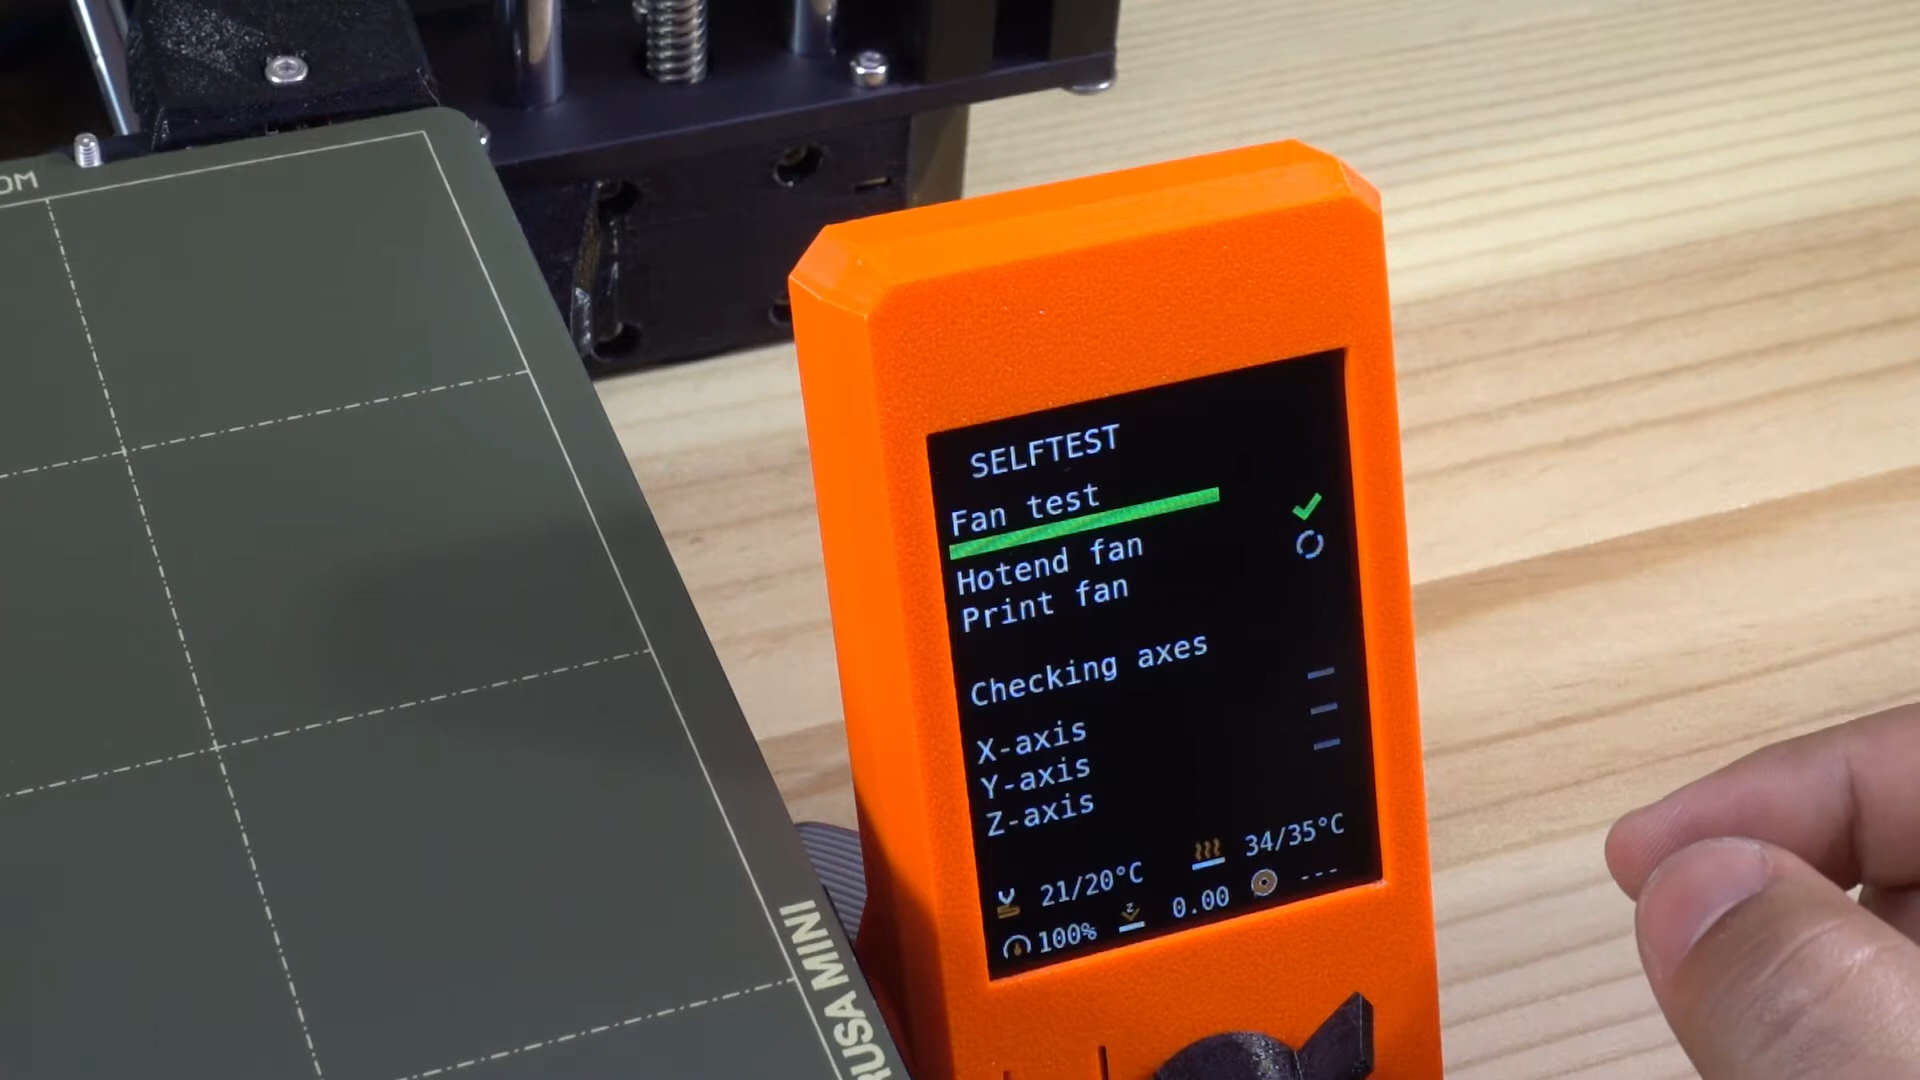 OM
SELFTEST
Fan test
Hotend fan
Print fan
Checking axes
X-axis
Y-axis
Z-axis
21/20°C 34/35°C
100% Z 0.00 ---
RUSA MINI